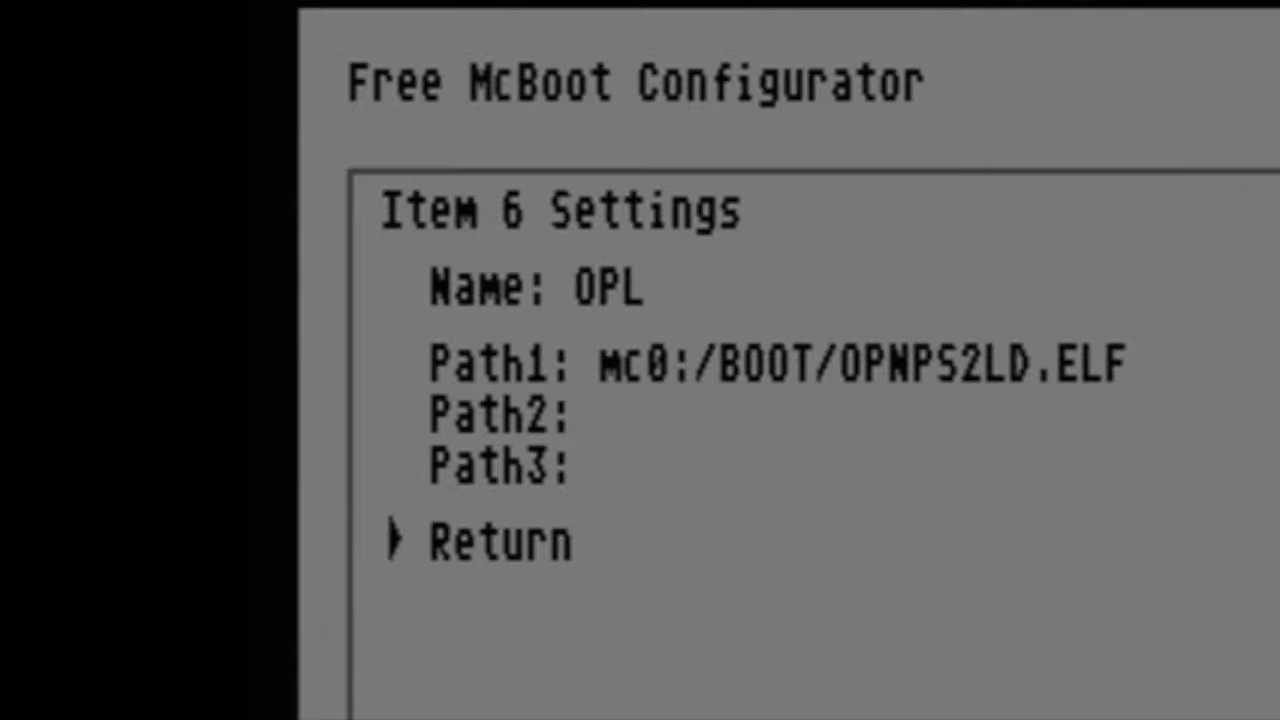 Free McBoot Configurator
Item 6 Settings
Name: OPL
Path1: mc0:/BOOT/OPNPS2LD.ELF
Path2:
Path3:
Return